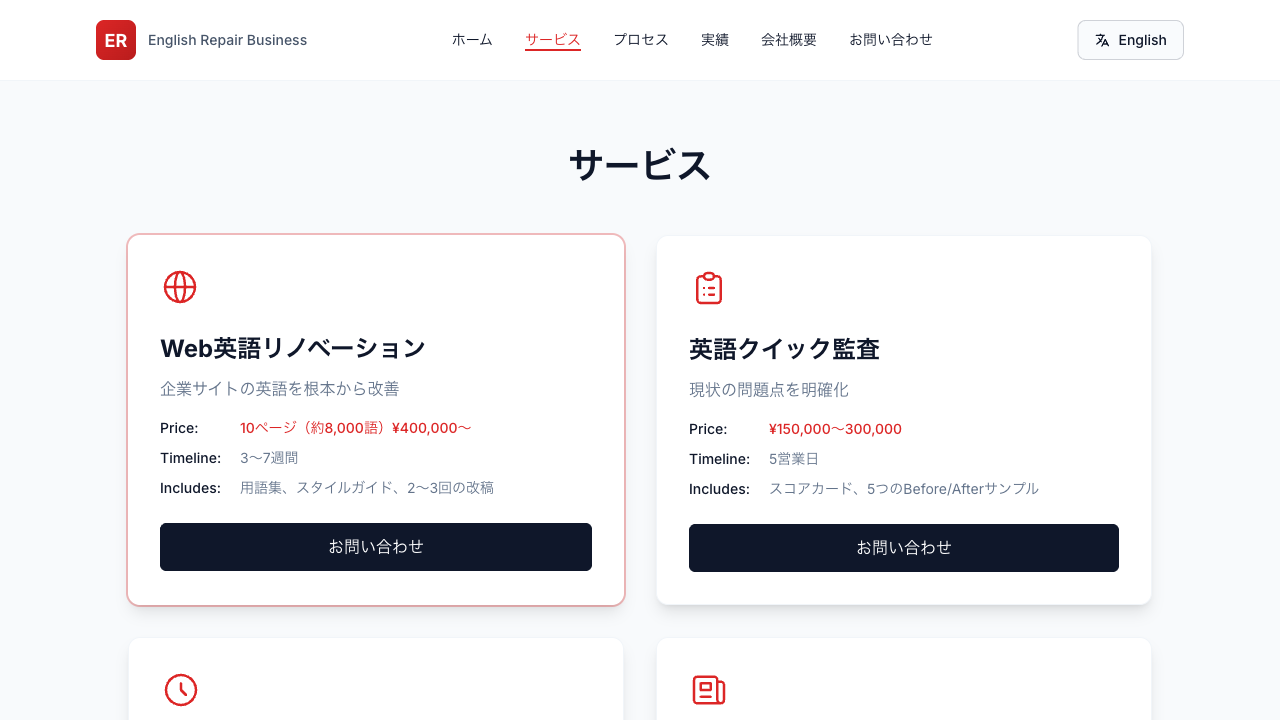 ER
English Repair Business
ホーム
サービス
プロセス
実績
会社概要
お問い合わせ
English
サービス
Web英語リノベーション
企業サイトの英語を根本から改善
Price: 10ページ（約8,000語）¥400,000〜
Timeline: 3〜7週間
Includes: 用語集、スタイルガイド、2〜3回の改稿
お問い合わせ
英語クイック監査
現状の問題点を明確化
Price: ¥150,000〜300,000
Timeline: 5営業日
Includes: スコアカード、5つのBefore/Afterサンプル
お問い合わせ